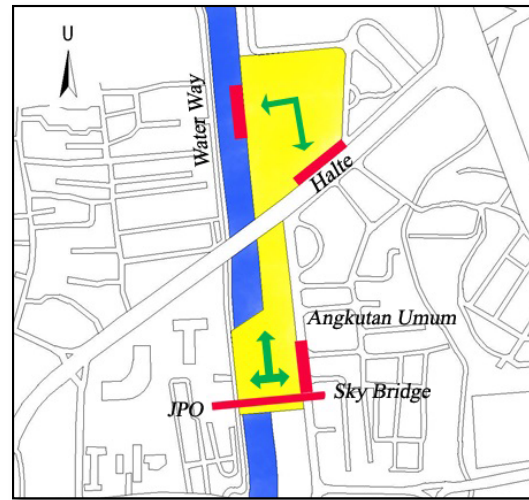 U
Water Way
Halte
Angkutan Umum
Sky Bridge
JPO